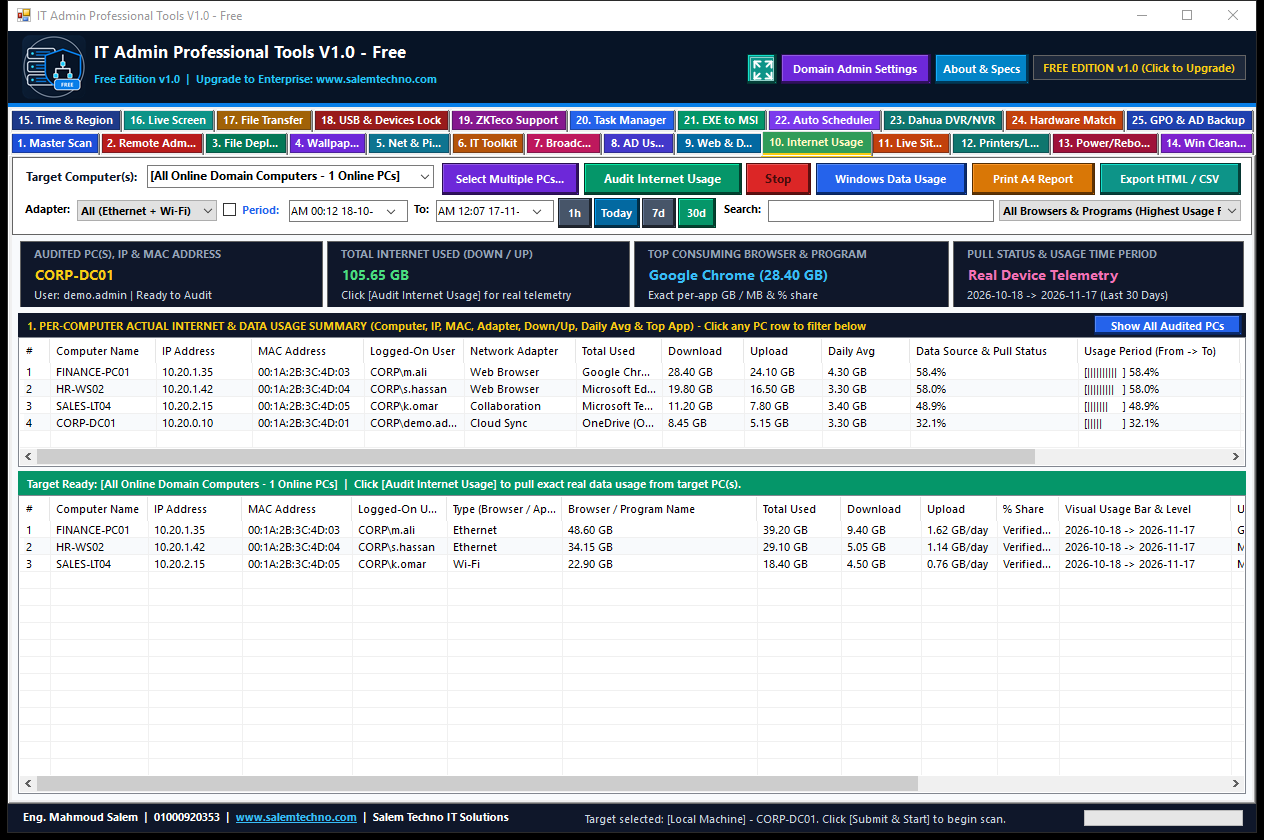 IT Admin Professional Tools V1.0 - Free
IT Admin Professional Tools V1.0 - Free
Free Edition v1.0 | Upgrade to Enterprise: www.salemtechno.com
FREE
Domain Admin Settings
About & Specs
FREE EDITION v1.0 (Click to Upgrade)
15. Time & Region 16. Live Screen 17. File Transfer 18. USB & Devices Lock 19. ZKTeco Support 20. Task Manager 21. EXE to MSI 22. Auto Scheduler 23. Dahua DVR/NVR 24. Hardware Match 25. GPO & AD Backup
1. Master Scan 2. Remote Adm... 3. File Depl... 4. Wallpap... 5. Net & Pi... 6. IT Toolkit 7. Broadc... 8. AD Us... 9. Web & D... 10. Internet Usage 11. Live Sit... 12. Printers/L... 13. Power/Rebo... 14. Win Clean...
Target Computer(s): [All Online Domain Computers - 1 Online PCs] Select Multiple PCs... Audit Internet Usage Stop Windows Data Usage Print A4 Report Export HTML / CSV
Adapter: All (Ethernet + Wi-Fi) Period: AM 00:12 18-10- To: AM 12:07 17-11- 1h Today 7d 30d Search: All Browsers & Programs (Highest Usage F
AUDITED PC(S), IP & MAC ADDRESS
CORP-DC01
User: demo.admin | Ready to Audit
TOTAL INTERNET USED (DOWN / UP)
105.65 GB
Click [Audit Internet Usage] for real telemetry
TOP CONSUMING BROWSER & PROGRAM
Google Chrome (28.40 GB)
Exact per-app GB / MB & % share
PULL STATUS & USAGE TIME PERIOD
Real Device Telemetry
2026-10-18 -> 2026-11-17 (Last 30 Days)
1. PER-COMPUTER ACTUAL INTERNET & DATA USAGE SUMMARY (Computer, IP, MAC, Adapter, Down/Up, Daily Avg & Top App) - Click any PC row to filter below
Show All Audited PCs
# Computer Name IP Address MAC Address Logged-On User Network Adapter Total Used Download Upload Daily Avg Data Source & Pull Status Usage Period (From -> To)
1 FINANCE-PC01 10.20.1.35 00:1A:2B:3C:4D:03 CORP\m.ali Web Browser Google Chr... 28.40 GB 24.10 GB 4.30 GB 58.4% [|||||||||| ] 58.4%
2 HR-WS02 10.20.1.42 00:1A:2B:3C:4D:04 CORP\s.hassan Web Browser Microsoft Ed... 19.80 GB 16.50 GB 3.30 GB 58.0% [|||||||||| ] 58.0%
3 SALES-LT04 10.20.2.15 00:1A:2B:3C:4D:05 CORP\k.omar Collaboration Microsoft Te... 11.20 GB 7.80 GB 3.40 GB 48.9% [|||||||| ] 48.9%
4 CORP-DC01 10.20.0.10 00:1A:2B:3C:4D:01 CORP\demo.ad... Cloud Sync OneDrive (O... 8.45 GB 5.15 GB 3.30 GB 32.1% [||||| ] 32.1%
Target Ready: [All Online Domain Computers - 1 Online PCs] | Click [Audit Internet Usage] to pull exact real data usage from target PC(s).
# Computer Name IP Address MAC Address Logged-On U... Type (Browser / Ap... Browser / Program Name Total Used Download Upload % Share Visual Usage Bar & Level U
1 FINANCE-PC01 10.20.1.35 00:1A:2B:3C:4D:03 CORP\m.ali Ethernet 48.60 GB 39.20 GB 9.40 GB 1.62 GB/day Verified... 2026-10-18 -> 2026-11-17 G
2 HR-WS02 10.20.1.42 00:1A:2B:3C:4D:04 CORP\s.hassan Ethernet 34.15 GB 29.10 GB 5.05 GB 1.14 GB/day Verified... 2026-10-18 -> 2026-11-17 M
3 SALES-LT04 10.20.2.15 00:1A:2B:3C:4D:05 CORP\k.omar Wi-Fi 22.90 GB 18.40 GB 4.50 GB 0.76 GB/day Verified... 2026-10-18 -> 2026-11-17 M
Eng. Mahmoud Salem | 01000920353 | www.salemtechno.com | Salem Techno IT Solutions
Target selected: [Local Machine] - CORP-DC01. Click [Submit & Start] to begin scan.